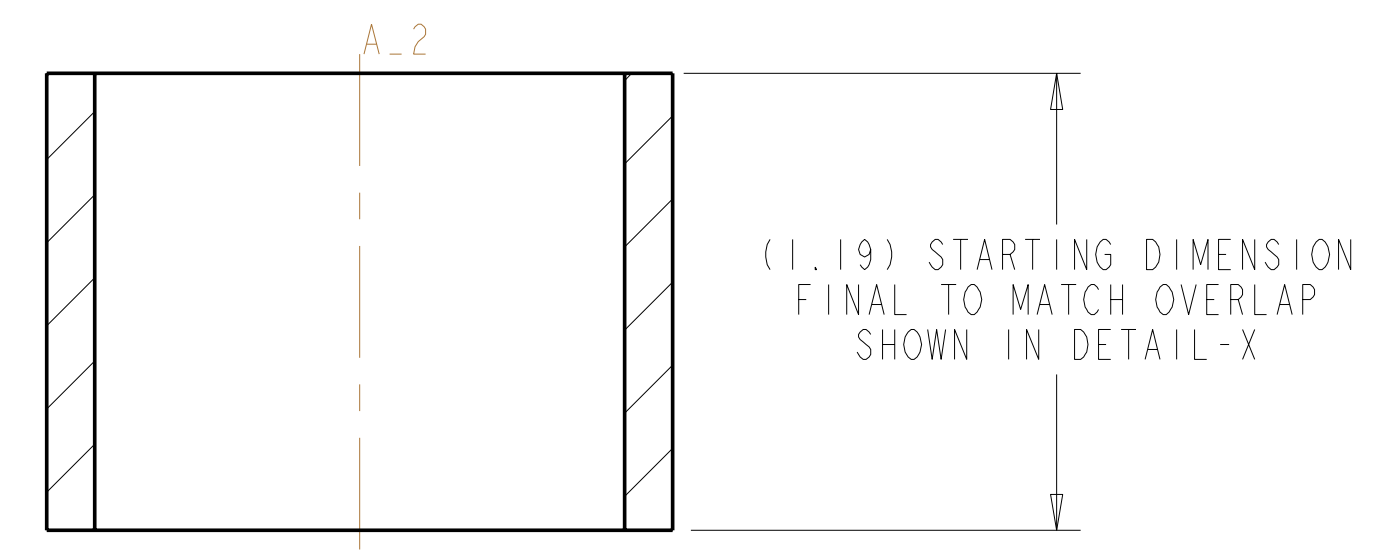 A_2
(1.19) STARTING DIMENSION
FINAL TO MATCH OVERLAP
SHOWN IN DETAIL-X